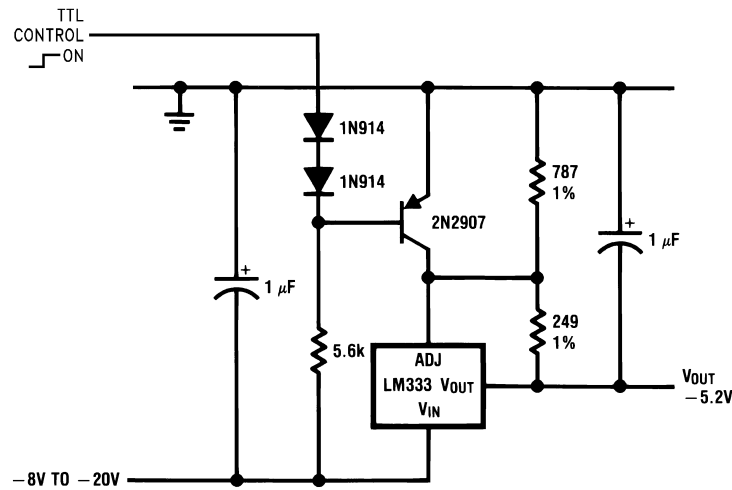 TTL
CONTROL
ON
1N914
1N914
787
1%
2N2907
+
1 μF
+
1 μF
249
1%
5.6k
ADJ
LM333 VOUT
VIN
VOUT
−5.2V
−8V TO −20V